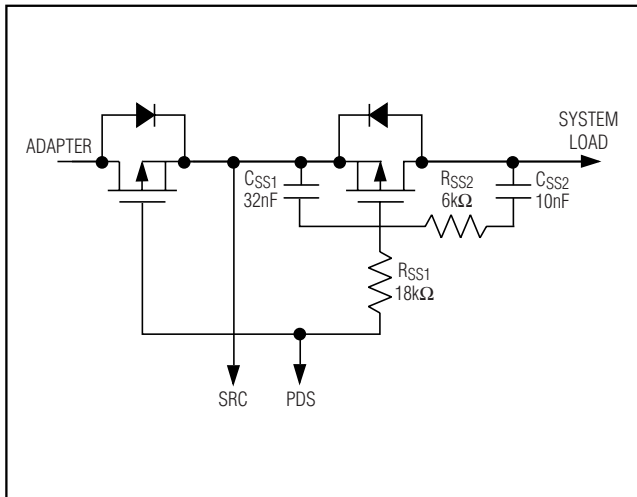 ADAPTER
SYSTEM
LOAD
CSS1
32nF
RSS2
6kΩ
CSS2
10nF
RSS1
18kΩ
SRC
PDS